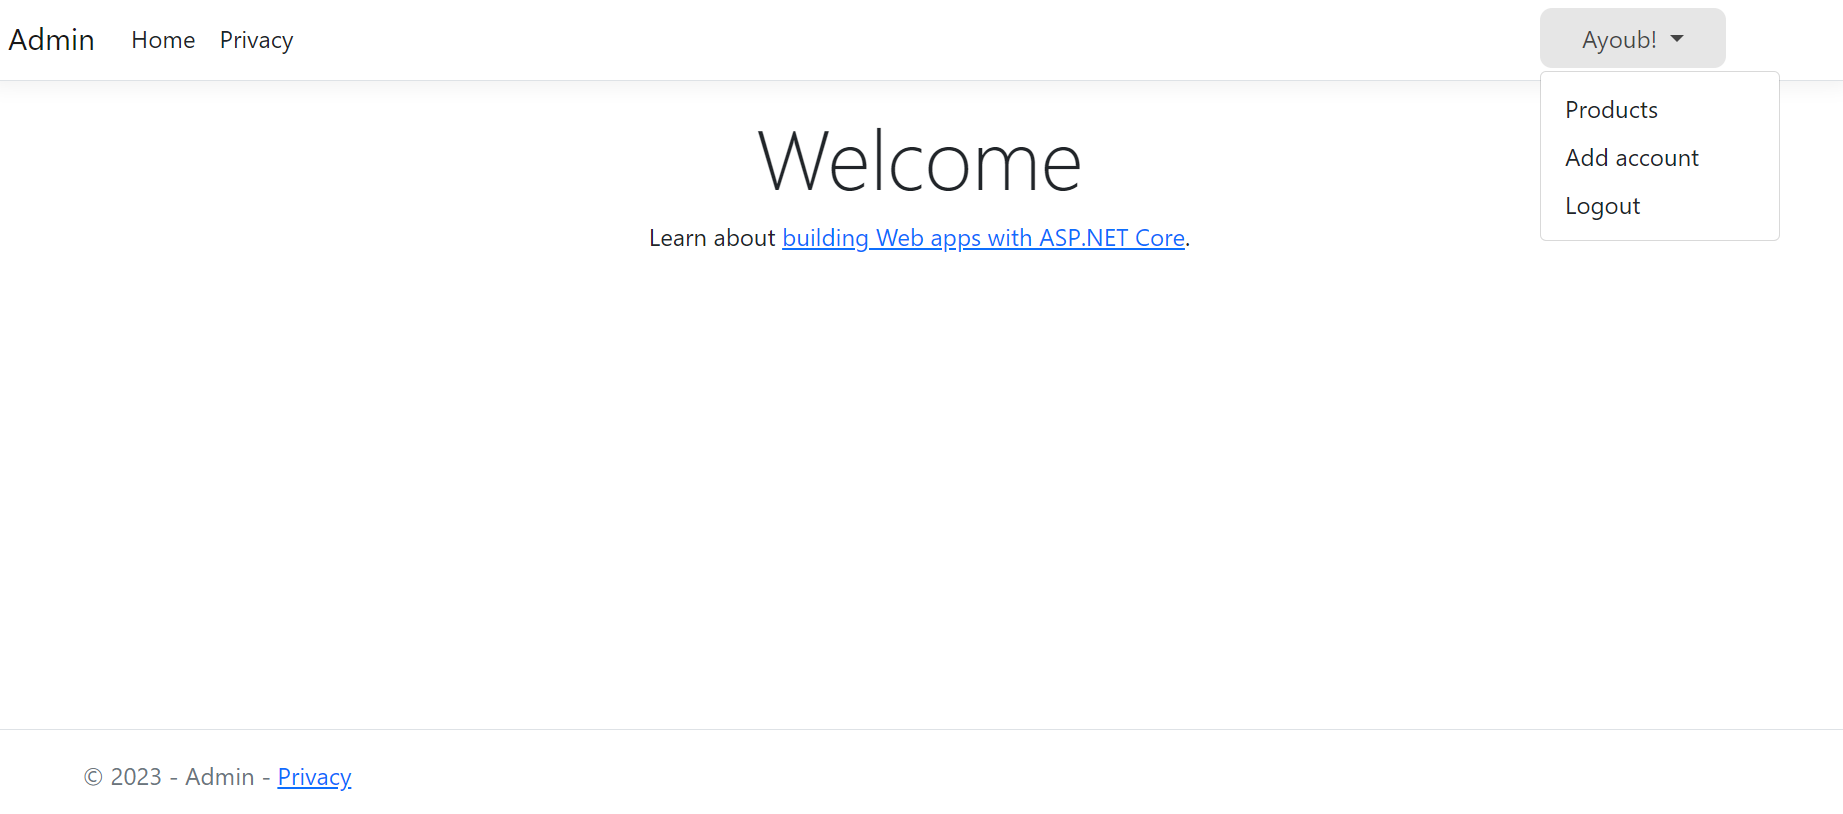 Admin Home Privacy Ayoub!
Products
Add account
Logout
Welcome
Learn about building Web apps with ASP.NET Core.
© 2023 - Admin - Privacy